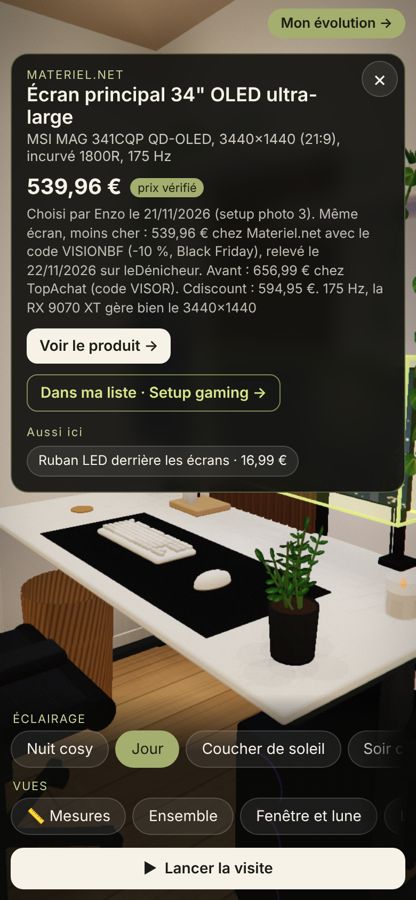 Mon évolution →
MATERIEL.NET
Écran principal 34" OLED ultra-
large
×
MSI MAG 341CQP QD-OLED, 3440×1440 (21:9),
incurvé 1800R, 175 Hz
539,96 € prix vérifié
Choisi par Enzo le 21/11/2026 (setup photo 3). Même
écran, moins cher : 539,96 € chez Materiel.net avec le
code VISIONBF (-10 %, Black Friday), relevé le
22/11/2026 sur leDénicheur. Avant : 656,99 € chez
TopAchat (code VISOR). Cdiscount : 594,95 €. 175 Hz, la
RX 9070 XT gère bien le 3440×1440
Voir le produit →
Dans ma liste · Setup gaming →
Aussi ici
Ruban LED derrière les écrans · 16,99 €
ÉCLAIRAGE
Nuit cosy Jour Coucher de soleil Soir
VUES
Mesures Ensemble Fenêtre et lune
▶ Lancer la visite